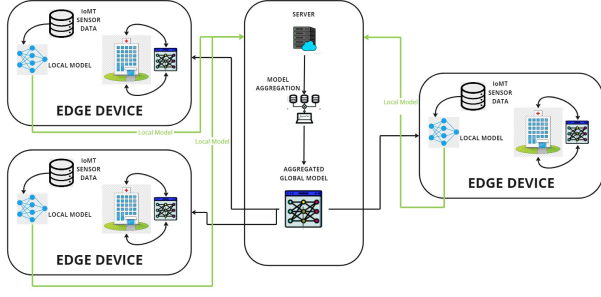 IoMT
SENSOR
DATA
LOCAL MODEL
EDGE DEVICE
Local Model
IoMT
SENSOR
DATA
LOCAL MODEL
EDGE DEVICE
Local Model
SERVER
MODEL
AGGREGATION
AGGREGATED
GLOBAL MODEL
Local Model
IoMT
SENSOR
DATA
LOCAL MODEL
EDGE DEVICE